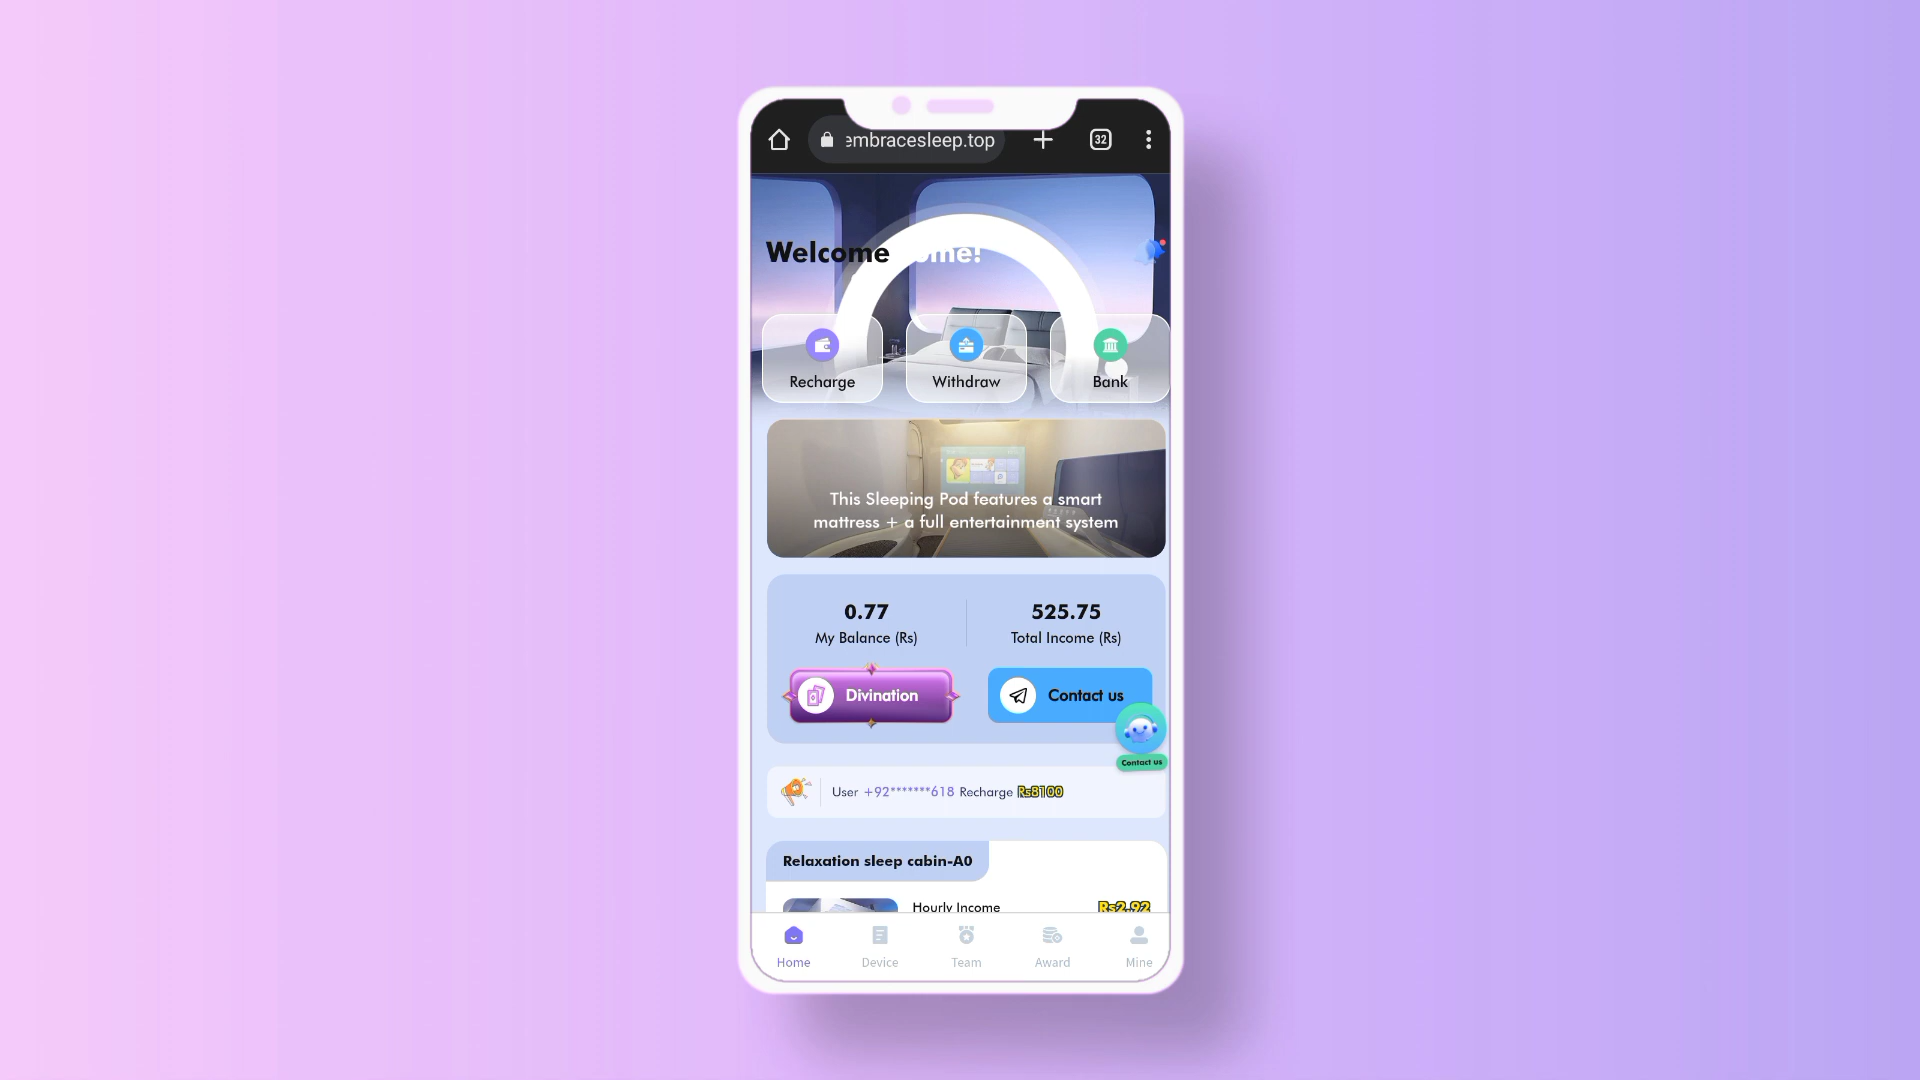 embracesleep.top
32
Welcome ome!
Recharge
Withdraw
Bank
This Sleeping Pod features a smart
mattress + a full entertainment system
0.77
525.75
My Balance (Rs)
Total Income (Rs)
Divination
Contact us
Contact us
User +92*******618 Recharge Rs8100
Relaxation sleep cabin-A0
Hourly Income
Rs2.92
Home
Device
Team
Award
Mine